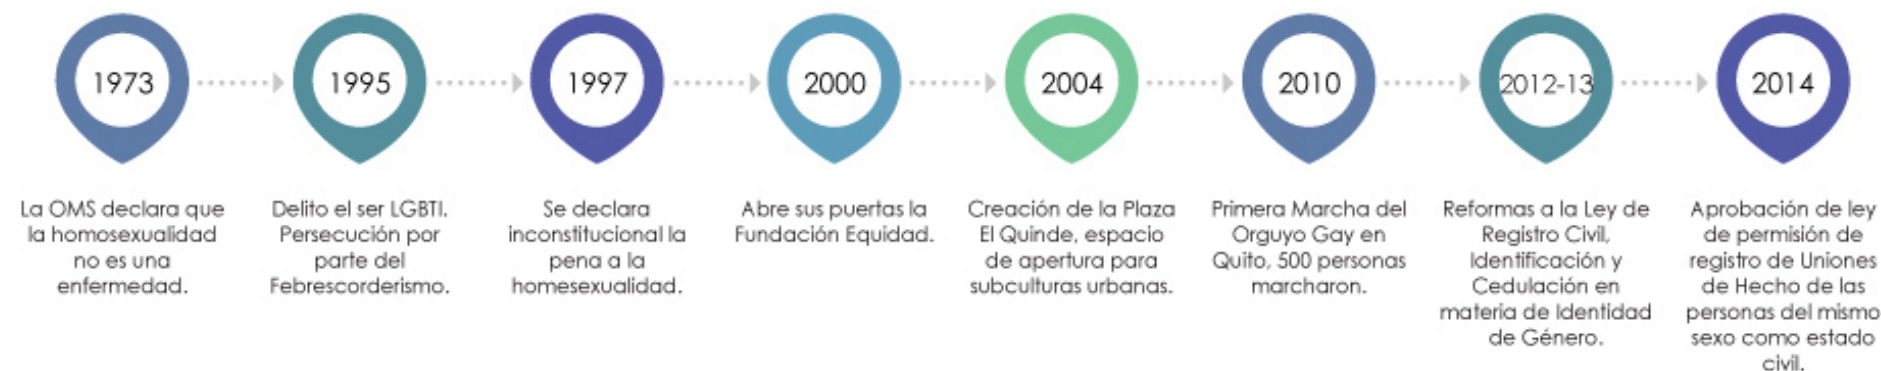 1973
1995
1997
2000
2004
2010
2012-13
2014
La OMS declara que
la homosexualidad
no es una
enfermedad.
Delito el ser LGBTI.
Persecución por
parte del
Febrescorderismo.
Se declara
inconstitucional la
pena a la
homesexualidad.
Abre sus puertas la
Fundación Equidad.
Creación de la Plaza
El Quinde, espacio
de apertura para
subculturas urbanas.
Primera Marcha del
Orguyo Gay en
Quito, 500 personas
marcharon.
Reformas a la Ley de
Registro Civil,
Identificación y
Cedulación en
materia de Identidad
de Género.
Aprobación de ley
de permisión de
registro de Uniones
de Hecho de las
personas del mismo
sexo como estado
civil.